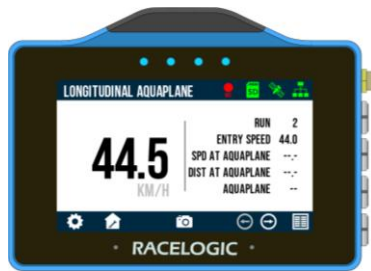 LONGITUDINAL AQUAPLANE
SD
44.5
KM/H
RUN 2
ENTRY SPEED 44.0
SPD AT AQUAPLANE --.-
DIST AT AQUAPLANE --.-
AQUAPLANE --
RACELOGIC